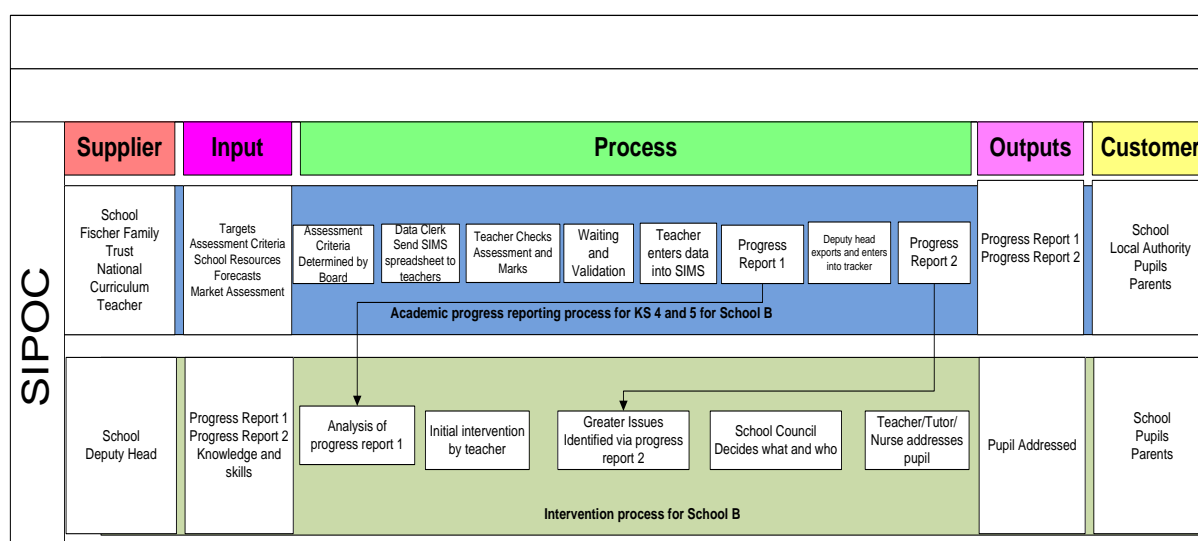 SIPOC
Supplier
Input
Process
Outputs
Customer
School
Fischer Family
Trust
National
Curriculum
Teacher
Targets
Assessment Criteria
School Resources
Forecasts
Market Assessment
Assessment
Criteria
Determined by
Board
Data Clerk
Send SIMS
spreadsheet to
teachers
Teacher Checks
Assessment and
Marks
Waiting
and
Validation
Teacher
enters data
into SIMS
Progress
Report 1
Deputy head
exports and enters
into tracker
Progress
Report 2
Academic progress reporting process for KS 4 and 5 for School B
Progress Report 1
Progress Report 2
School
Local Authority
Pupils
Parents
School
Deputy Head
Progress Report 1
Progress Report 2
Knowledge and
skills
Analysis of
progress report 1
Initial intervention
by teacher
Greater Issues
Identified via progress
report 2
School Council
Decides what and who
Teacher/Tutor/
Nurse addresses
pupil
Intervention process for School B
Pupil Addressed
School
Pupils
Parents